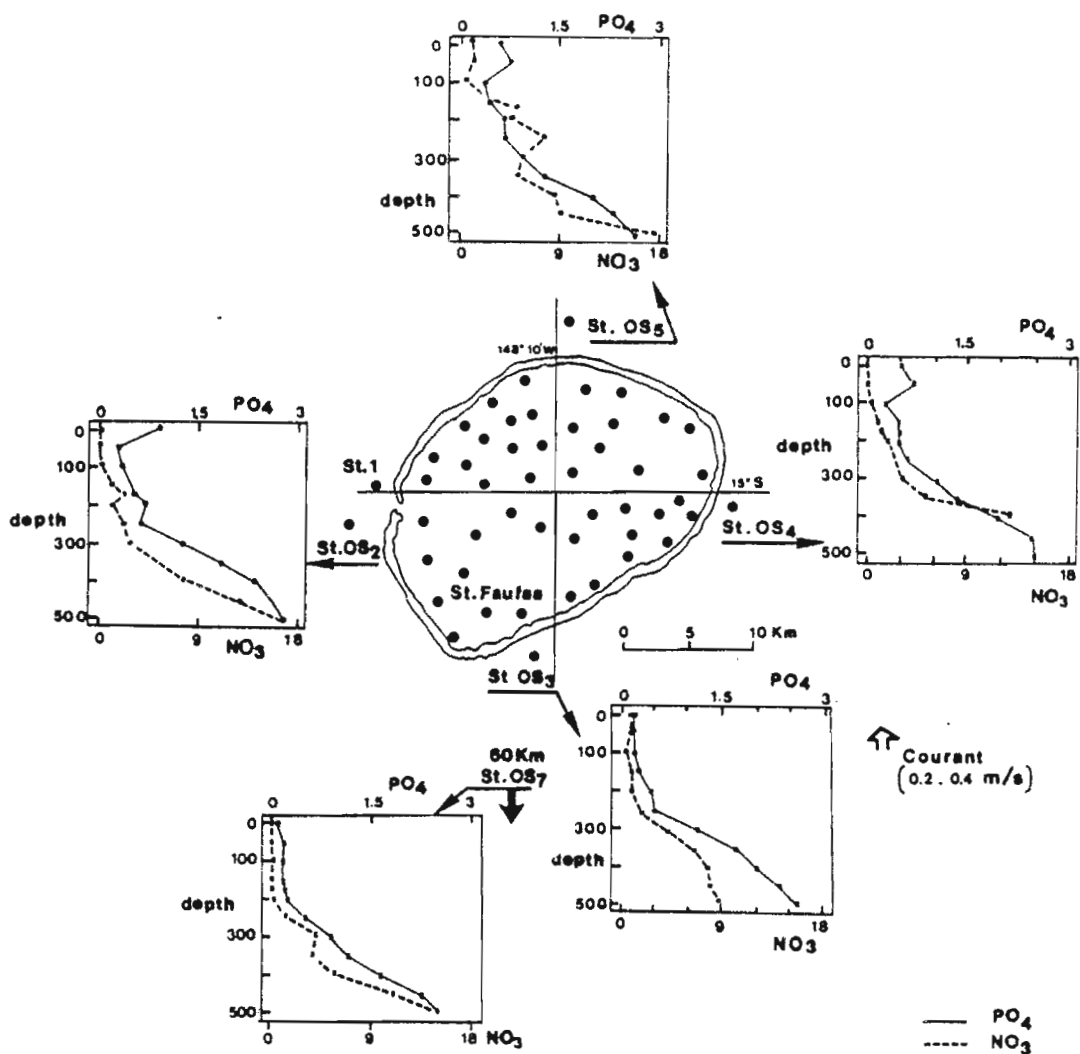 0 1.5 PO4 3
0
100
300
depth
500
0 9 18
NO3
St. OS5
148° 10'W
PO4
0 1.5 3
0
100
depth
300
500
0 9 18
NO3
PO4
0 1.5 3
0
100
depth
300
500
0 9 18
NO3
St.1
15° S
St.OS2
St.OS4
St.Faulse
0 5 10 Km
St OS3
PO4
0 1.5 3
0
100
300
depth
500
0 9 18
NO3
60Km
St.OS7
PO4
0 1.5 3
0
100
depth
300
500
0 9 18
NO3
Courant
(0.2 . 0.4 m/s)
PO4
NO3